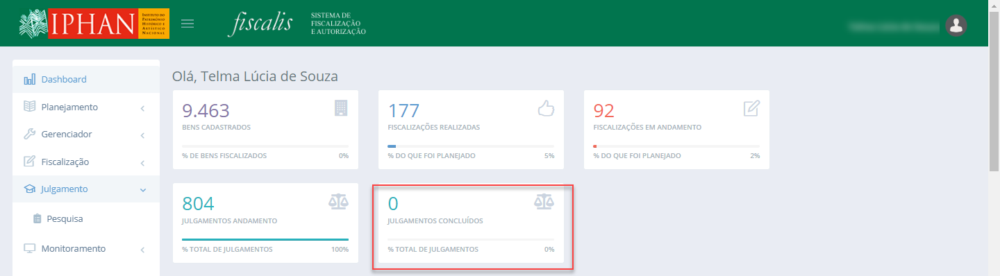 IPHAN
INSTITUTO DO
PATRIMÔNIO
HISTÓRICO E
ARTÍSTICO
NACIONAL
fiscalis
SISTEMA DE
FISCALIZAÇÃO
E AUTORIZAÇÃO
Dashboard
Planejamento
Gerenciador
Fiscalização
Julgamento
Pesquisa
Monitoramento
Olá, Telma Lúcia de Souza
9.463
BENS CADASTRADOS
% DE BENS FISCALIZADOS 0%
177
FISCALIZAÇÕES REALIZADAS
% DO QUE FOI PLANEJADO 5%
92
FISCALIZAÇÕES EM ANDAMENTO
% DO QUE FOI PLANEJADO 2%
804
JULGAMENTOS ANDAMENTO
% TOTAL DE JULGAMENTOS 100%
0
JULGAMENTOS CONCLUÍDOS
% TOTAL DE JULGAMENTOS 0%